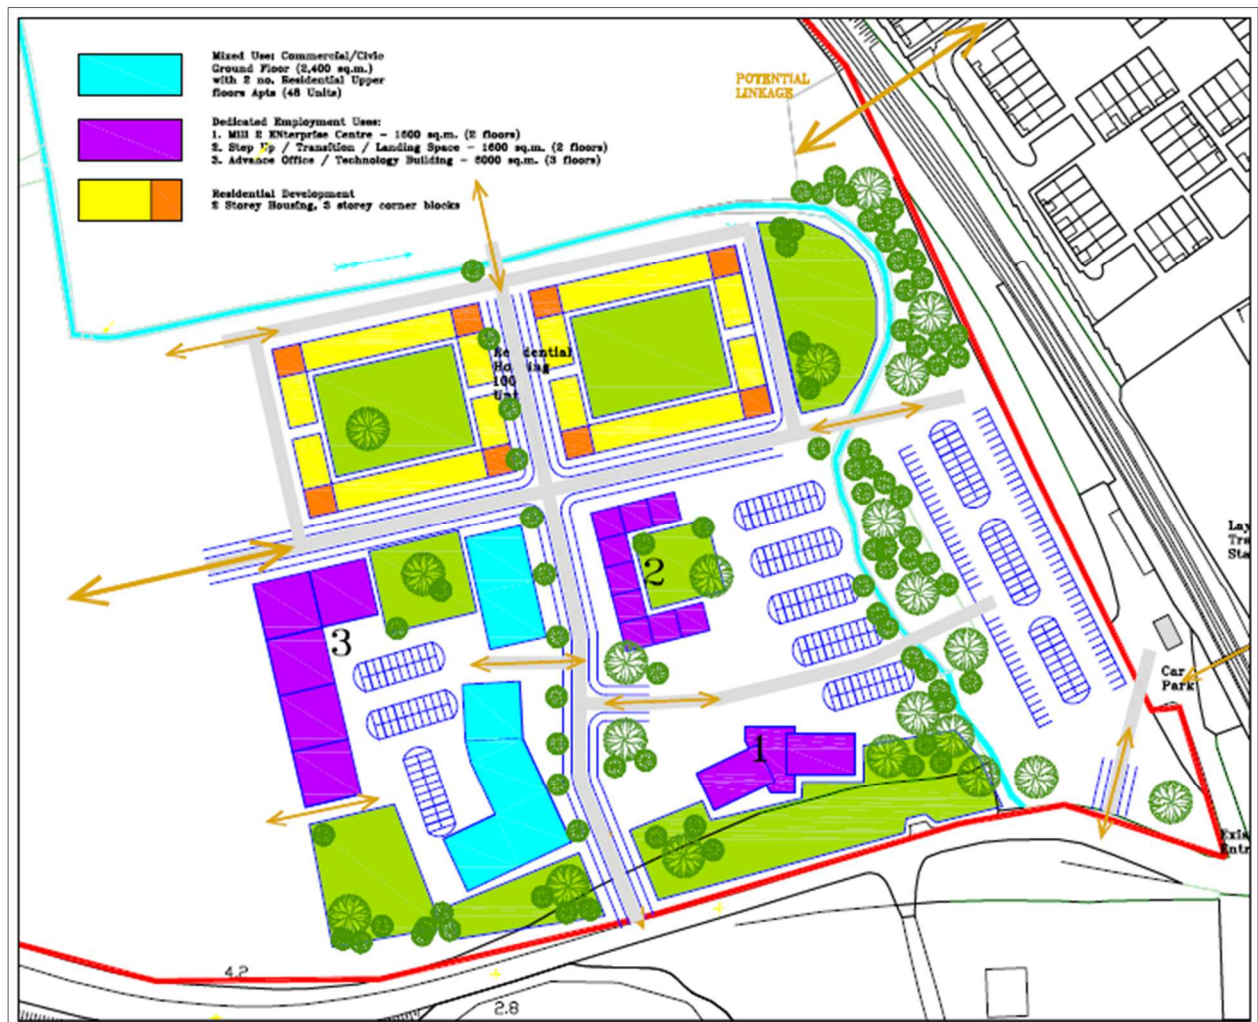 Mixed Use: Commercial/Civic
Ground Floor (2,400 sq.m.)
with 2 no. Residential Upper
floors Apts (48 Units)
Dedicated Employment Uses:
1. Mill 2 ENterprise Centre - 1600 sq.m. (2 floors)
2. Step Up / Transition / Landing Space - 1600 sq.m. (2 floors)
3. Advance Office / Technology Building - 6000 sq.m. (3 floors)
Residential Development
2 Storey Housing, 3 storey corner blocks
POTENTIAL
LINKAGE
100
2
3
1
Car
Park
4.2
2.8